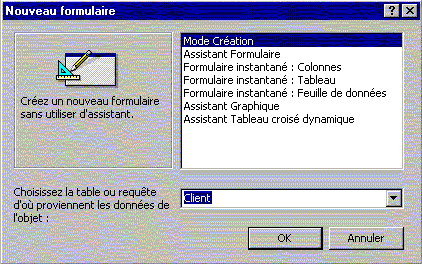 Nouveau formulaire
Mode Création
Assistant Formulaire
Formulaire instantané : Colonnes
Formulaire instantané : Tableau
Formulaire instantané : Feuille de données
Assistant Graphique
Assistant Tableau croisé dynamique
Créez un nouveau formulaire
sans utiliser d'assistant.
Choisissez la table ou requête
d'où proviennent les données de
l'objet :
Client
OK
Annuler